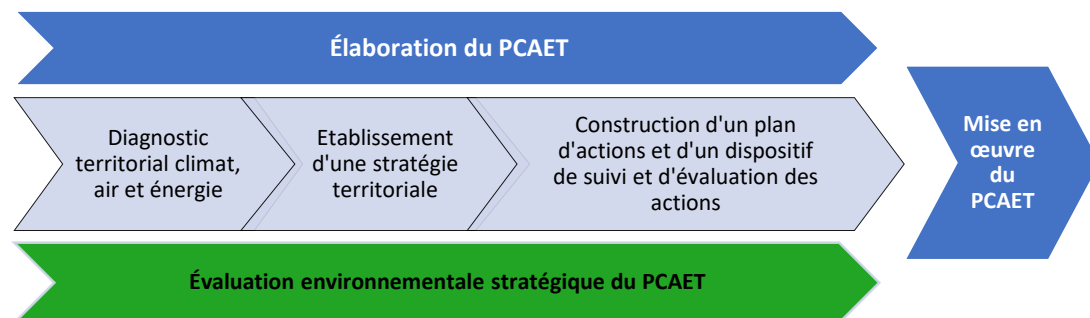 Élaboration du PCAET
Diagnostic
territorial climat,
air et énergie
Etablissement
d'une stratégie
territoriale
Construction d'un plan
d'actions et d'un dispositif
de suivi et d'évaluation des
actions
Mise en
œuvre
du
PCAET
Évaluation environnementale stratégique du PCAET